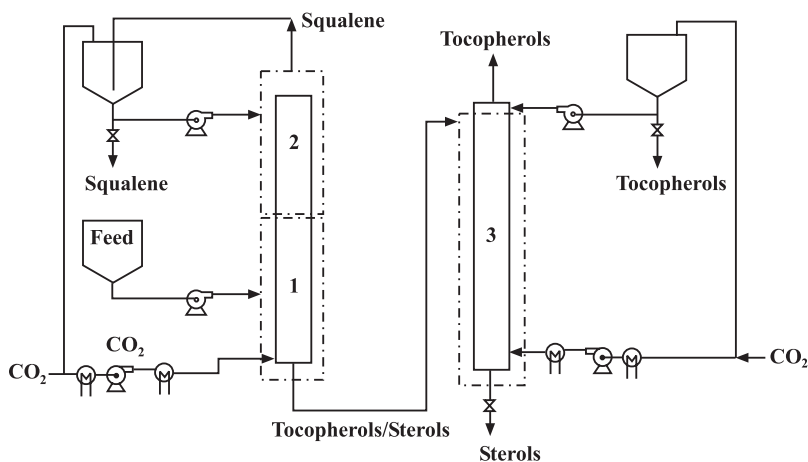 Squalene
Tocopherols
2
Squalene
Tocopherols
Feed
3
1
CO₂
CO₂
CO₂
Tocopherols/Sterols
Sterols
M
M
M
M